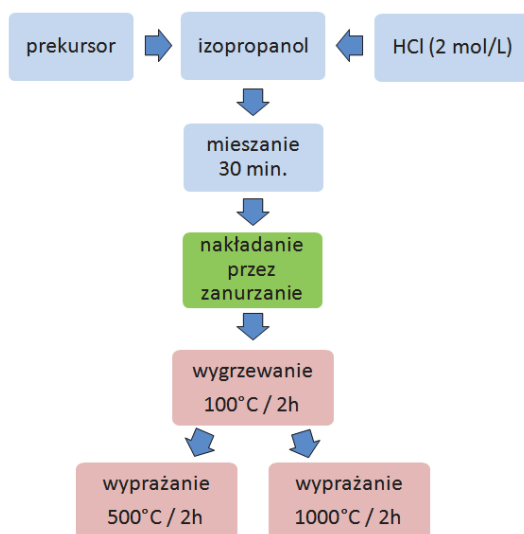 prekursor
izopropanol
HCl (2 mol/L)
mieszanie
30 min.
nakładanie
przez
zanurzanie
wygrzewanie
100°C / 2h
wyprażanie
500°C / 2h
wyprażanie
1000°C / 2h